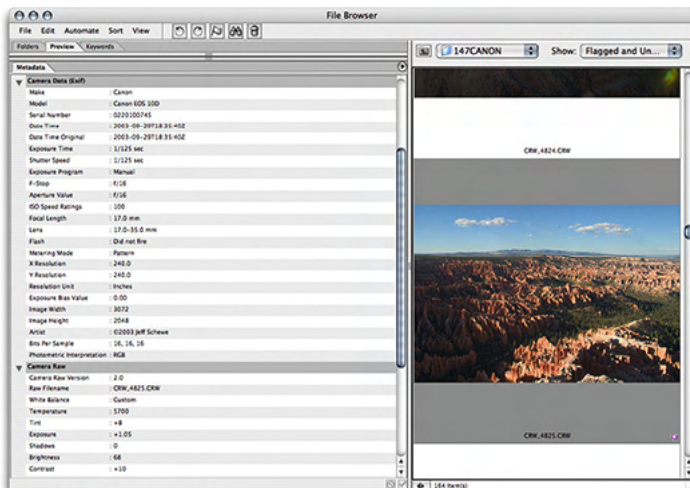 File Browser
File Edit Automate Sort View
147CANON
Show: Flagged and Un...
Folders Preview Keywords
Metadata
Camera Data (Exif)
Make : Canon
Model : Canon EOS 10D
Serial Number : 0220100745
Date Time : 2003-09-29T18:35:40Z
Date Time Original : 2003-09-29T18:35:40Z
Exposure Time : 1/125 sec
Shutter Speed : 1/125 sec
Exposure Program : Manual
F-Stop : f/16
Aperture Value : f/16
ISO Speed Ratings : 100
Focal Length : 17.0 mm
Lens : 17.0-35.0 mm
Flash : Did not fire
Metering Mode : Pattern
X Resolution : 240.0
Y Resolution : 240.0
Resolution Unit : Inches
Exposure Bias Value : 0.00
Image Width : 3072
Image Height : 2048
Artist : ©2003 Jeff Schewe
Bits Per Sample : 16, 16, 16
Photometric Interpretation : RGB
Camera Raw
Camera Raw Version : 2.0
Raw Filename : CRW_4825.CRW
White Balance : Custom
Temperature : 5700
Tint : +8
Exposure : +1.05
Shadows : 0
Brightness : 68
Contrast : +10
CRW_4824.CRW
CRW_4825.CRW
164 Item(s)